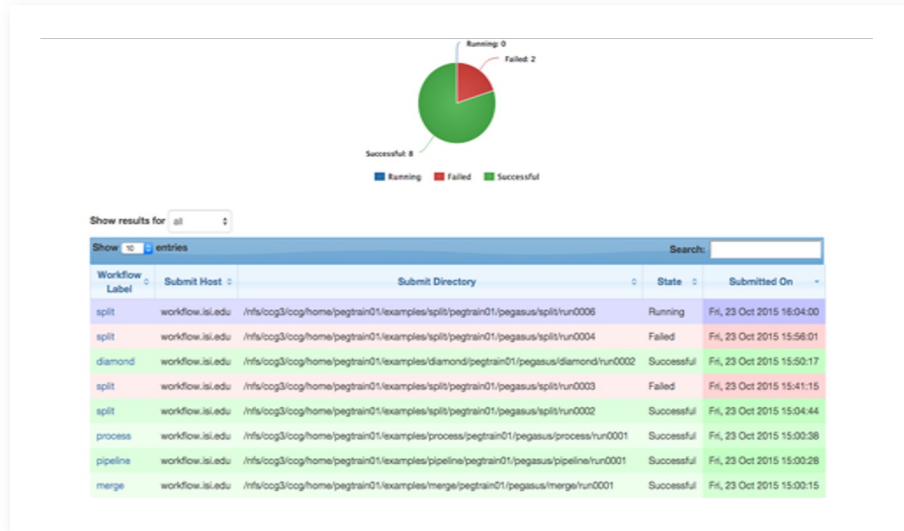 Running: 0
Failed: 2
Successful: 8
Running Failed Successful
Show results for all
Show 10 entries Search:
Workflow Label Submit Host Submit Directory State Submitted On
split workflow.isi.edu /nfs/ccg3/ccg/home/pegtrain01/examples/split/pegtrain01/pegasus/split/run0006 Running Fri, 23 Oct 2015 16:04:00
split workflow.isi.edu /nfs/ccg3/ccg/home/pegtrain01/examples/split/pegtrain01/pegasus/split/run0004 Failed Fri, 23 Oct 2015 15:56:01
diamond workflow.isi.edu /nfs/ccg3/ccg/home/pegtrain01/examples/diamond/pegtrain01/pegasus/diamond/run0002 Successful Fri, 23 Oct 2015 15:50:17
split workflow.isi.edu /nfs/ccg3/ccg/home/pegtrain01/examples/split/pegtrain01/pegasus/split/run0003 Failed Fri, 23 Oct 2015 15:41:15
split workflow.isi.edu /nfs/ccg3/ccg/home/pegtrain01/examples/split/pegtrain01/pegasus/split/run0002 Successful Fri, 23 Oct 2015 15:04:44
process workflow.isi.edu /nfs/ccg3/ccg/home/pegtrain01/examples/process/pegtrain01/pegasus/process/run0001 Successful Fri, 23 Oct 2015 15:00:38
pipeline workflow.isi.edu /nfs/ccg3/ccg/home/pegtrain01/examples/pipeline/pegtrain01/pegasus/pipeline/run0001 Successful Fri, 23 Oct 2015 15:00:28
merge workflow.isi.edu /nfs/ccg3/ccg/home/pegtrain01/examples/merge/pegtrain01/pegasus/merge/run0001 Successful Fri, 23 Oct 2015 15:00:15